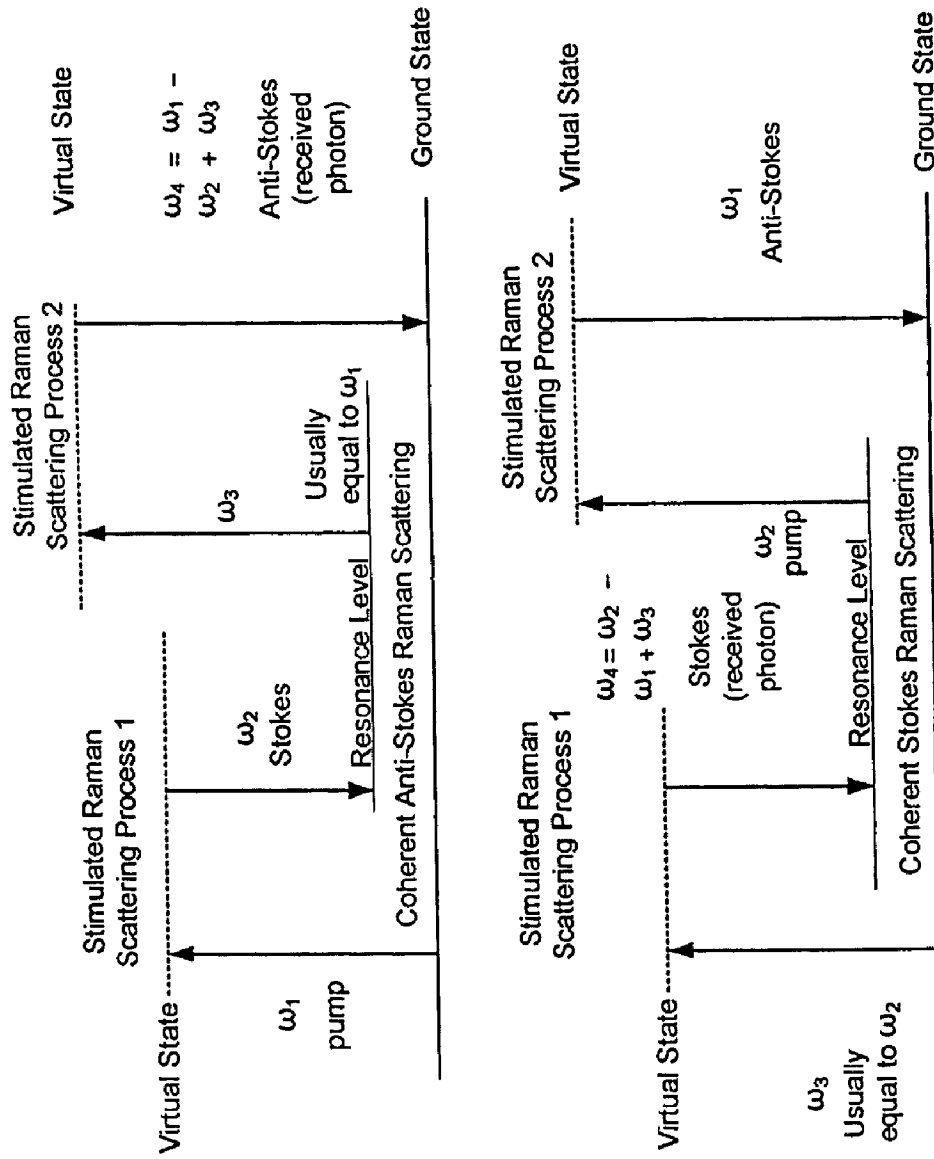 Stimulated Raman
Scattering Process 1
Stimulated Raman
Scattering Process 2
Virtual State
Virtual State
ω1
pump
ω2
Stokes
ω3
Usually
equal to ω1
ω4 = ω1 -
ω2 + ω3
Anti-Stokes
(received
photon)
Resonance Level
Coherent Anti-Stokes Raman Scattering
Ground State
Stimulated Raman
Scattering Process 1
Stimulated Raman
Scattering Process 2
Virtual State
Virtual State
ω3
Usually
equal to ω2
ω4 = ω2 -
ω1 + ω3
Stokes
(received
photon)
ω2
pump
ω1
Anti-Stokes
Resonance Level
Coherent Stokes Raman Scattering
Ground State